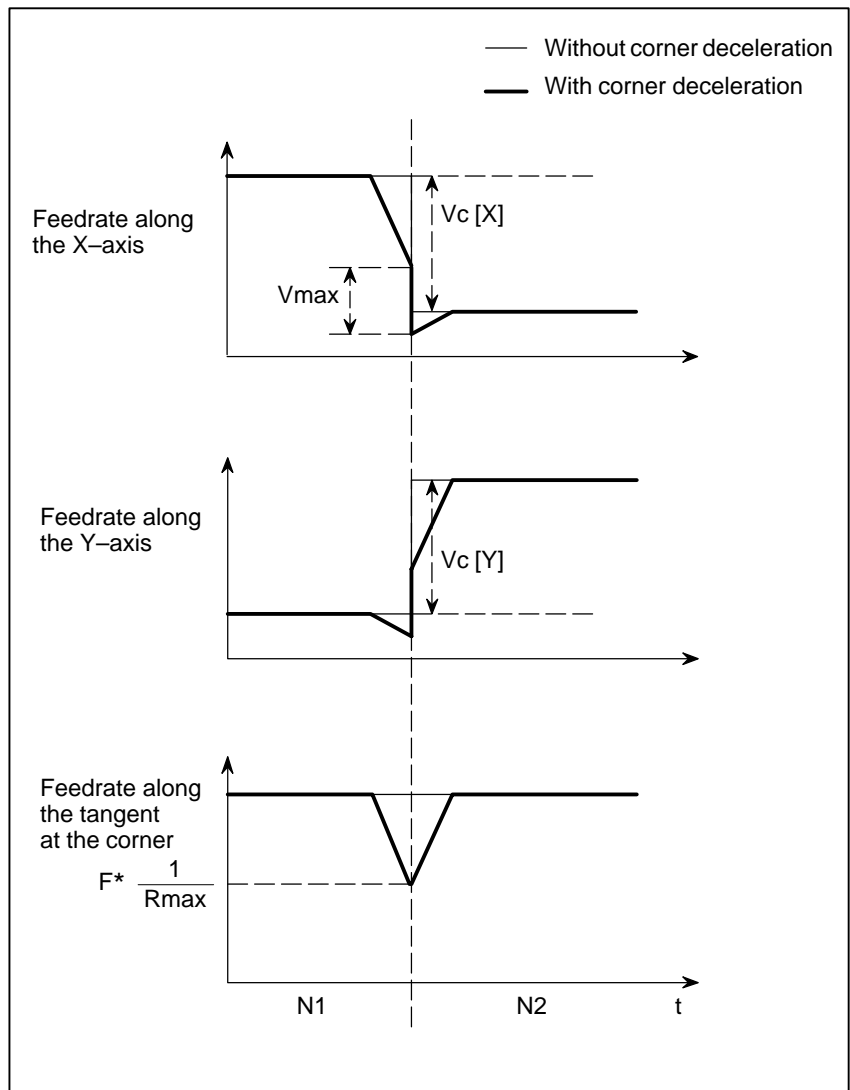 Without corner deceleration
With corner deceleration
Feedrate along
the X–axis
Vc [X]
Vmax
Feedrate along
the Y–axis
Vc [Y]
Feedrate along
the tangent
at the corner
F* 1
Rmax
N1 N2 t